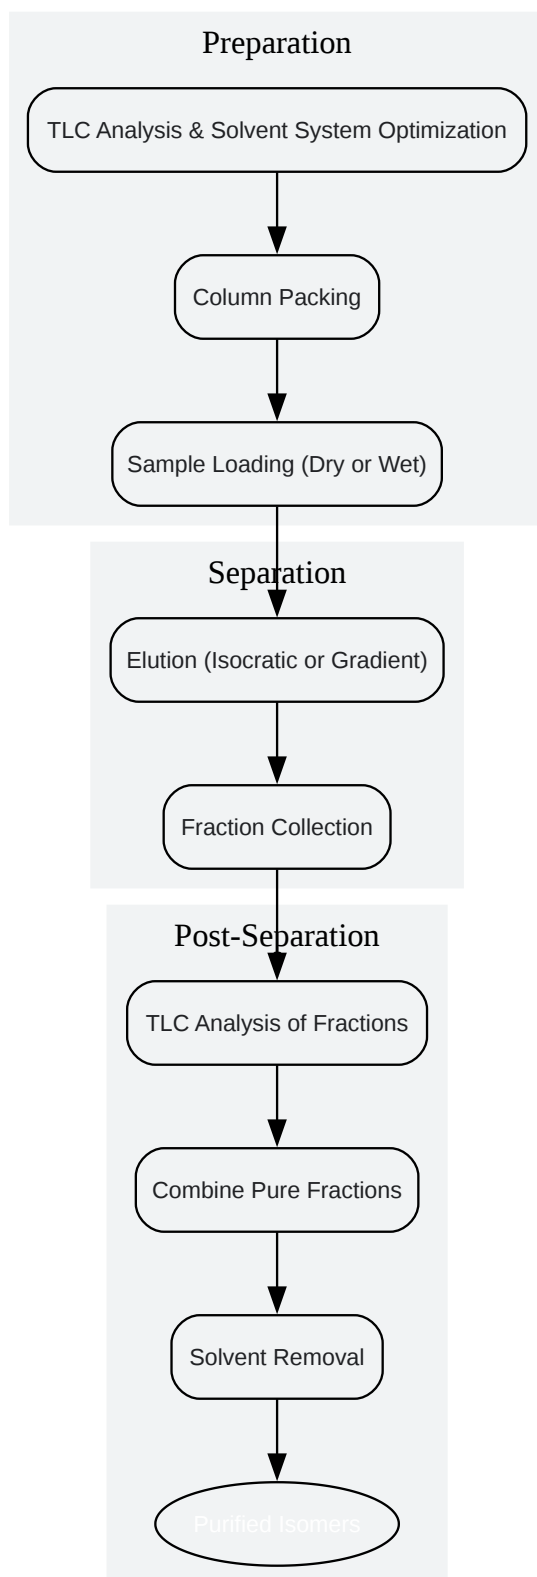 Preparation
TLC Analysis & Solvent System Optimization
Column Packing
Sample Loading (Dry or Wet)
Separation
Elution (Isocratic or Gradient)
Fraction Collection
Post-Separation
TLC Analysis of Fractions
Combine Pure Fractions
Solvent Removal
Purified Isomers